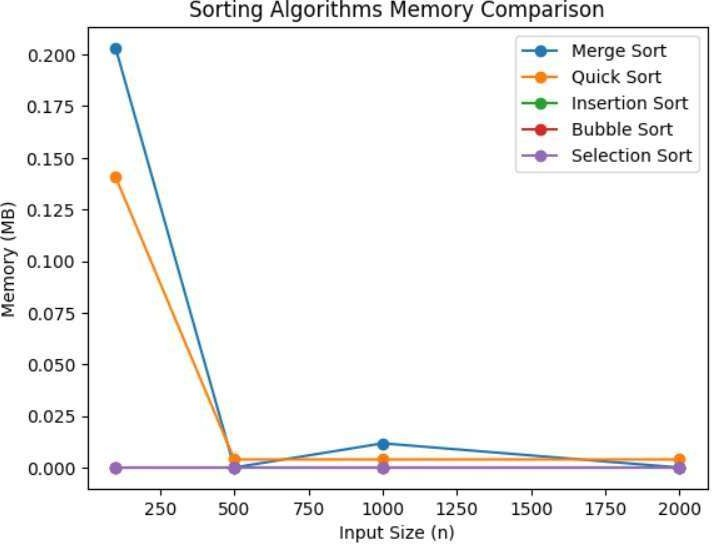 Sorting Algorithms Memory Comparison
Merge Sort
Quick Sort
Insertion Sort
Bubble Sort
Selection Sort
Memory (MB)
0.200
0.175
0.150
0.125
0.100
0.075
0.050
0.025
0.000
250 500 750 1000 1250 1500 1750 2000
Input Size (n)